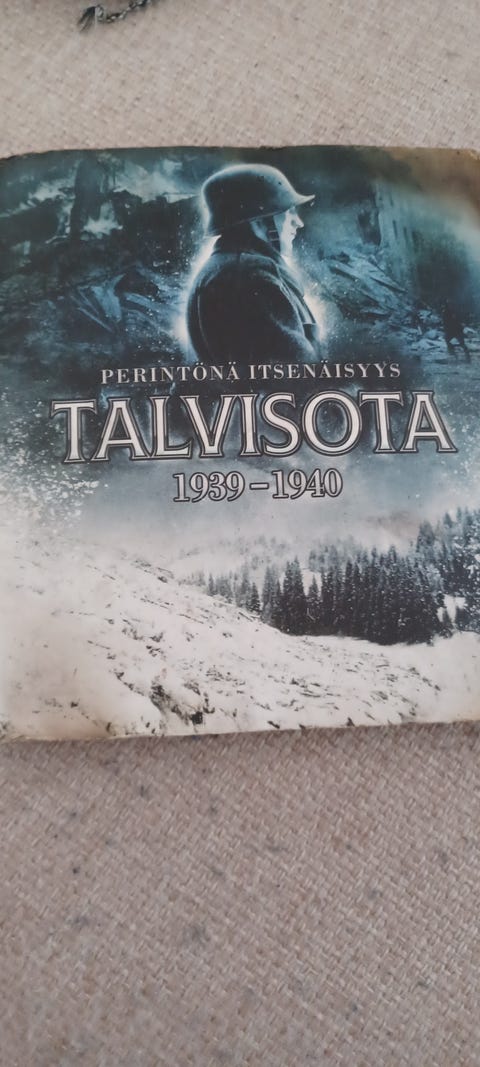 PERINTÖNÄ ITSENÄISYYS
TALVISOTA
1939–1940